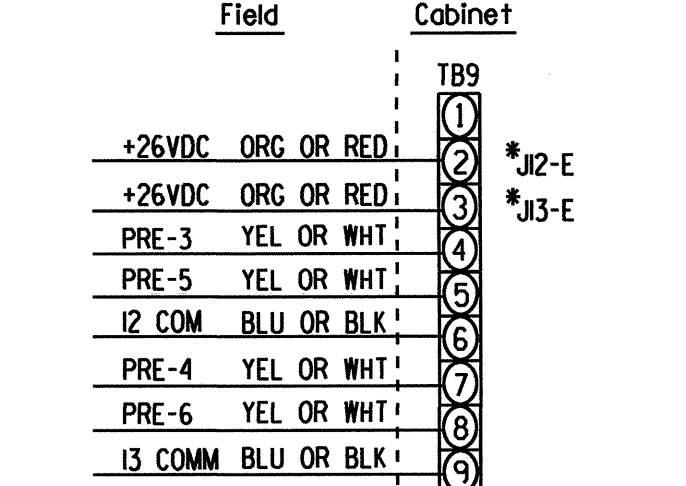 Field Cabinet
TB9
1
+26VDC ORG OR RED 2 *J12-E
+26VDC ORG OR RED 3 *J13-E
PRE-3 YEL OR WHT 4
PRE-5 YEL OR WHT 5
12 COM BLU OR BLK 6
PRE-4 YEL OR WHT 7
PRE-6 YEL OR WHT 8
13 COMM BLU OR BLK 9